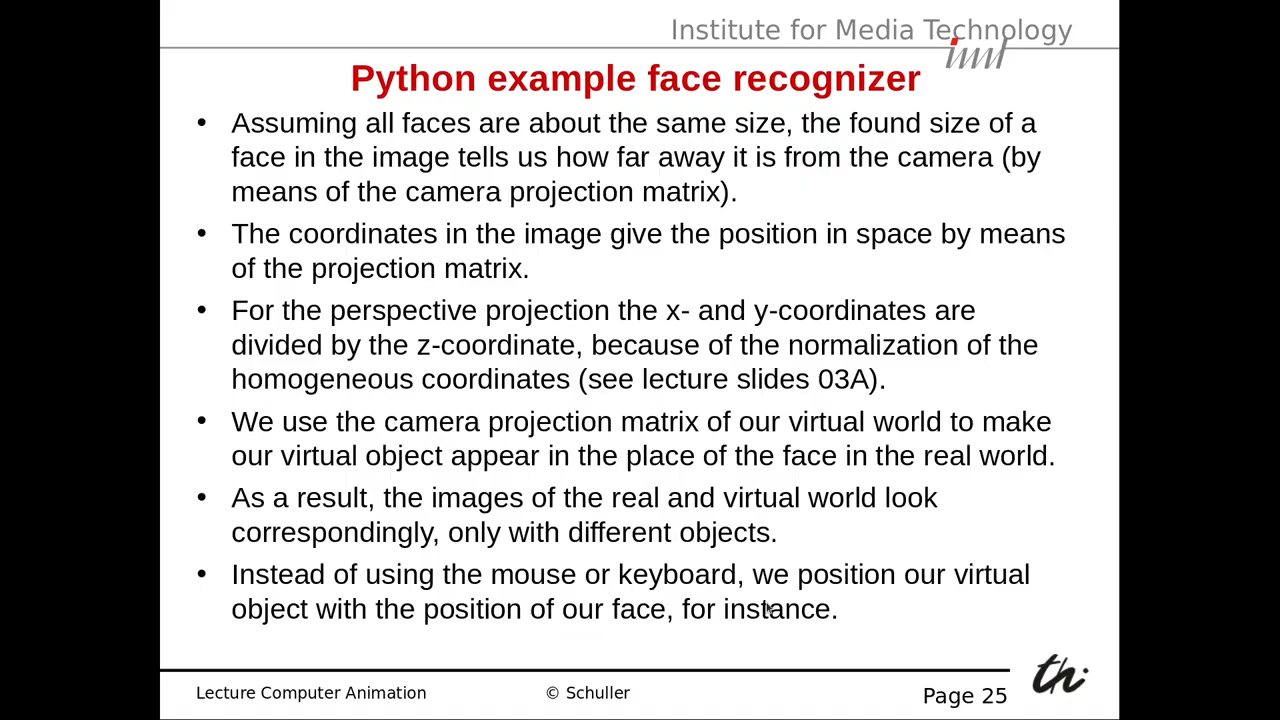 Institute for Media Technology
imt
Python example face recognizer
• Assuming all faces are about the same size, the found size of a
face in the image tells us how far away it is from the camera (by
means of the camera projection matrix).
• The coordinates in the image give the position in space by means
of the projection matrix.
• For the perspective projection the x- and y-coordinates are
divided by the z-coordinate, because of the normalization of the
homogeneous coordinates (see lecture slides 03A).
• We use the camera projection matrix of our virtual world to make
our virtual object appear in the place of the face in the real world.
• As a result, the images of the real and virtual world look
correspondingly, only with different objects.
• Instead of using the mouse or keyboard, we position our virtual
object with the position of our face, for instance.
Lecture Computer Animation
© Schuller
Page 25
th